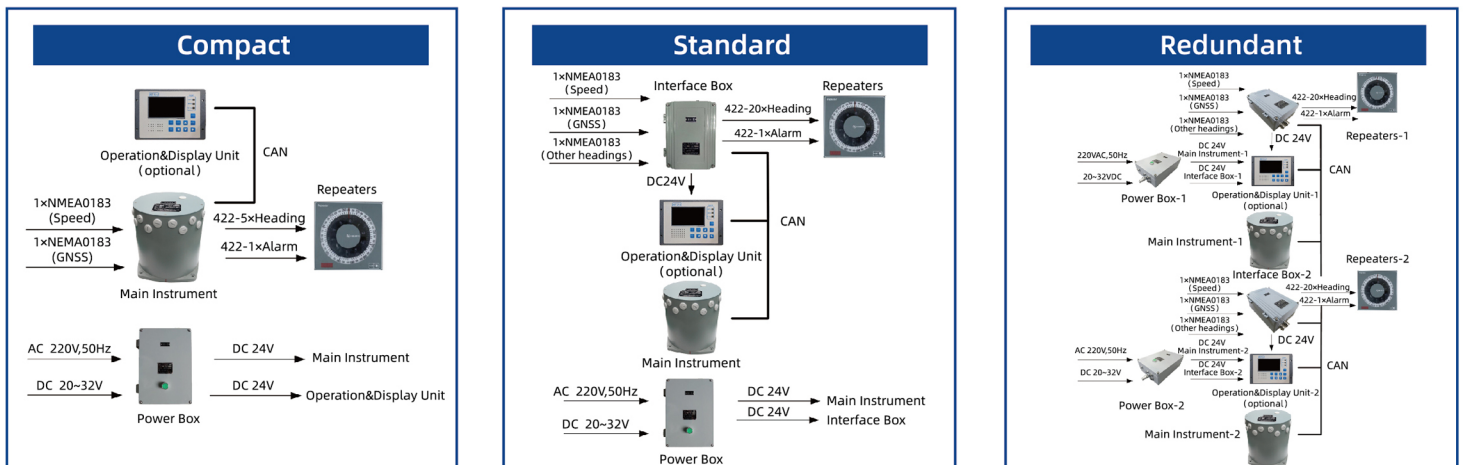 Compact
Operation&Display Unit
(optional)
CAN
1×NMEA0183
(Speed)
1×NEMA0183
(GNSS)
Main Instrument
422-5×Heading
422-1×Alarm
Repeaters
AC 220V,50Hz
DC 20~32V
Power Box
DC 24V
Main Instrument
DC 24V
Operation&Display Unit
Standard
1×NMEA0183
(Speed)
1×NMEA0183
(GNSS)
1×NMEA0183
(Other headings)
Interface Box
422-20×Heading
422-1×Alarm
Repeaters
DC24V
CAN
Operation&Display Unit
(optional)
Main Instrument
AC 220V,50Hz
DC 20~32V
Power Box
DC 24V
Main Instrument
DC 24V
Interface Box
Redundant
1×NMEA0183
(Speed)
1×NMEA0183
(GNSS)
1×NMEA0183
(Other headings)
422-20×Heading
422-1×Alarm
Repeaters-1
DC 24V
220VAC,50Hz
20~32VDC
Power Box-1
DC 24V
Main Instrument-1
DC 24V
Interface Box-1
CAN
Operation&Display Unit-1
(optional)
Main Instrument-1
Interface Box-2
1×NMEA0183
(Speed)
1×NMEA0183
(GNSS)
1×NMEA0183
(Other headings)
422-20×Heading
422-1×Alarm
Repeaters-2
DC 24V
AC 220V,50Hz
DC 20~32V
Power Box-2
DC 24V
Main Instrument-2
DC 24V
Interface Box-2
CAN
Operation&Display Unit-2
(optional)
Main Instrument-2